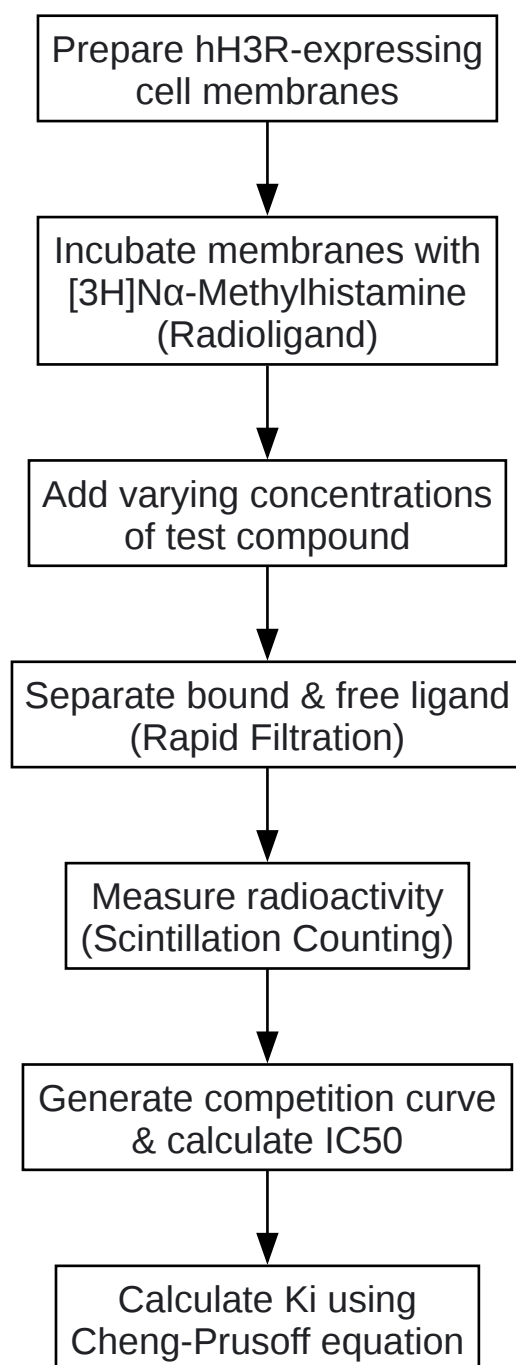 Prepare hH3R-expressing
cell membranes
Incubate membranes with
[3H]Nα-Methylhistamine
(Radioligand)
Add varying concentrations
of test compound
Separate bound & free ligand
(Rapid Filtration)
Measure radioactivity
(Scintillation Counting)
Generate competition curve
& calculate IC50
Calculate Ki using
Cheng-Prusoff equation